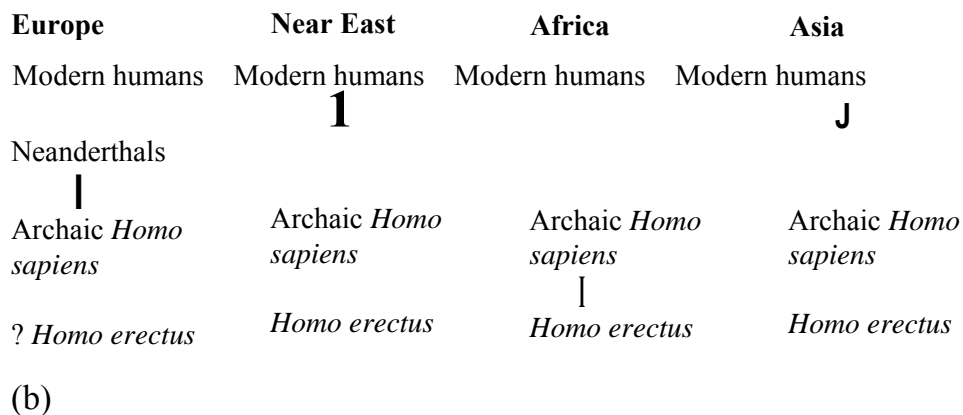 Europe Near East Africa Asia
Modern humans Modern humans Modern humans Modern humans
1 J
Neanderthals
I
Archaic Homo sapiens Archaic Homo sapiens Archaic Homo sapiens Archaic Homo sapiens
I
? Homo erectus Homo erectus Homo erectus Homo erectus
(b)